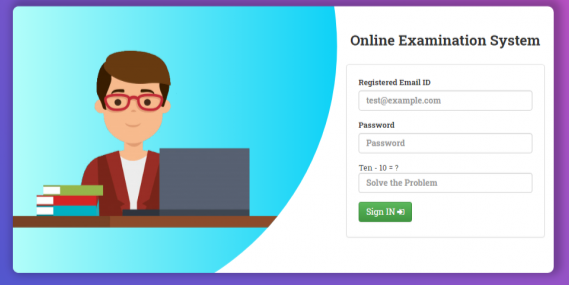 Online Examination System
Registered Email ID
test@example.com
Password
Password
Ten - 10 = ?
Solve the Problem
Sign IN